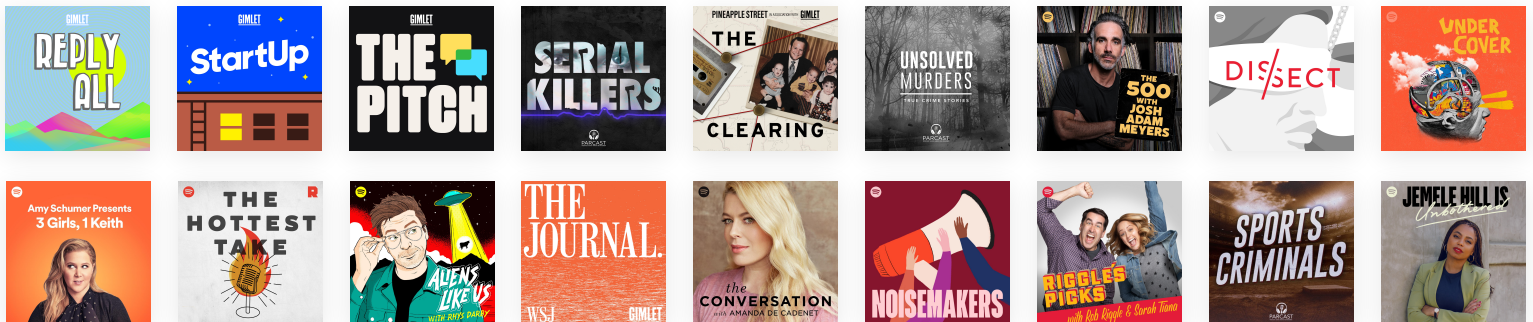 GIMLET
REPLY
ALL
GIMLET
StartUp
GIMLET
THE
PITCH
SERIAL
KILLERS
PARCAST
PINEAPPLE STREET IN ASSOCIATION WITH GIMLET
THE
CLEARING
UNSOLVED
MURDERS
TRUE CRIME STORIES
PARCAST
THE
500
WITH
JOSH
ADAM
MEYERS
DISSECT
UNDER
COVER
Amy Schumer Presents
3 Girls, 1 Keith
R
THE
HOTTEST
TAKE
ALIENS
LIKE US
WITH RHYS DARBY
THE
JOURNAL.
WSJ
GIMLET
the
CONVERSATION
with AMANDA DE CADENET
NOISEMAKERS
RIGGLE'S
PICKS
with Rob Riggle & Sarah Tiana
SPORTS
CRIMINALS
PARCAST
JEMELE HILL IS
Unbothered